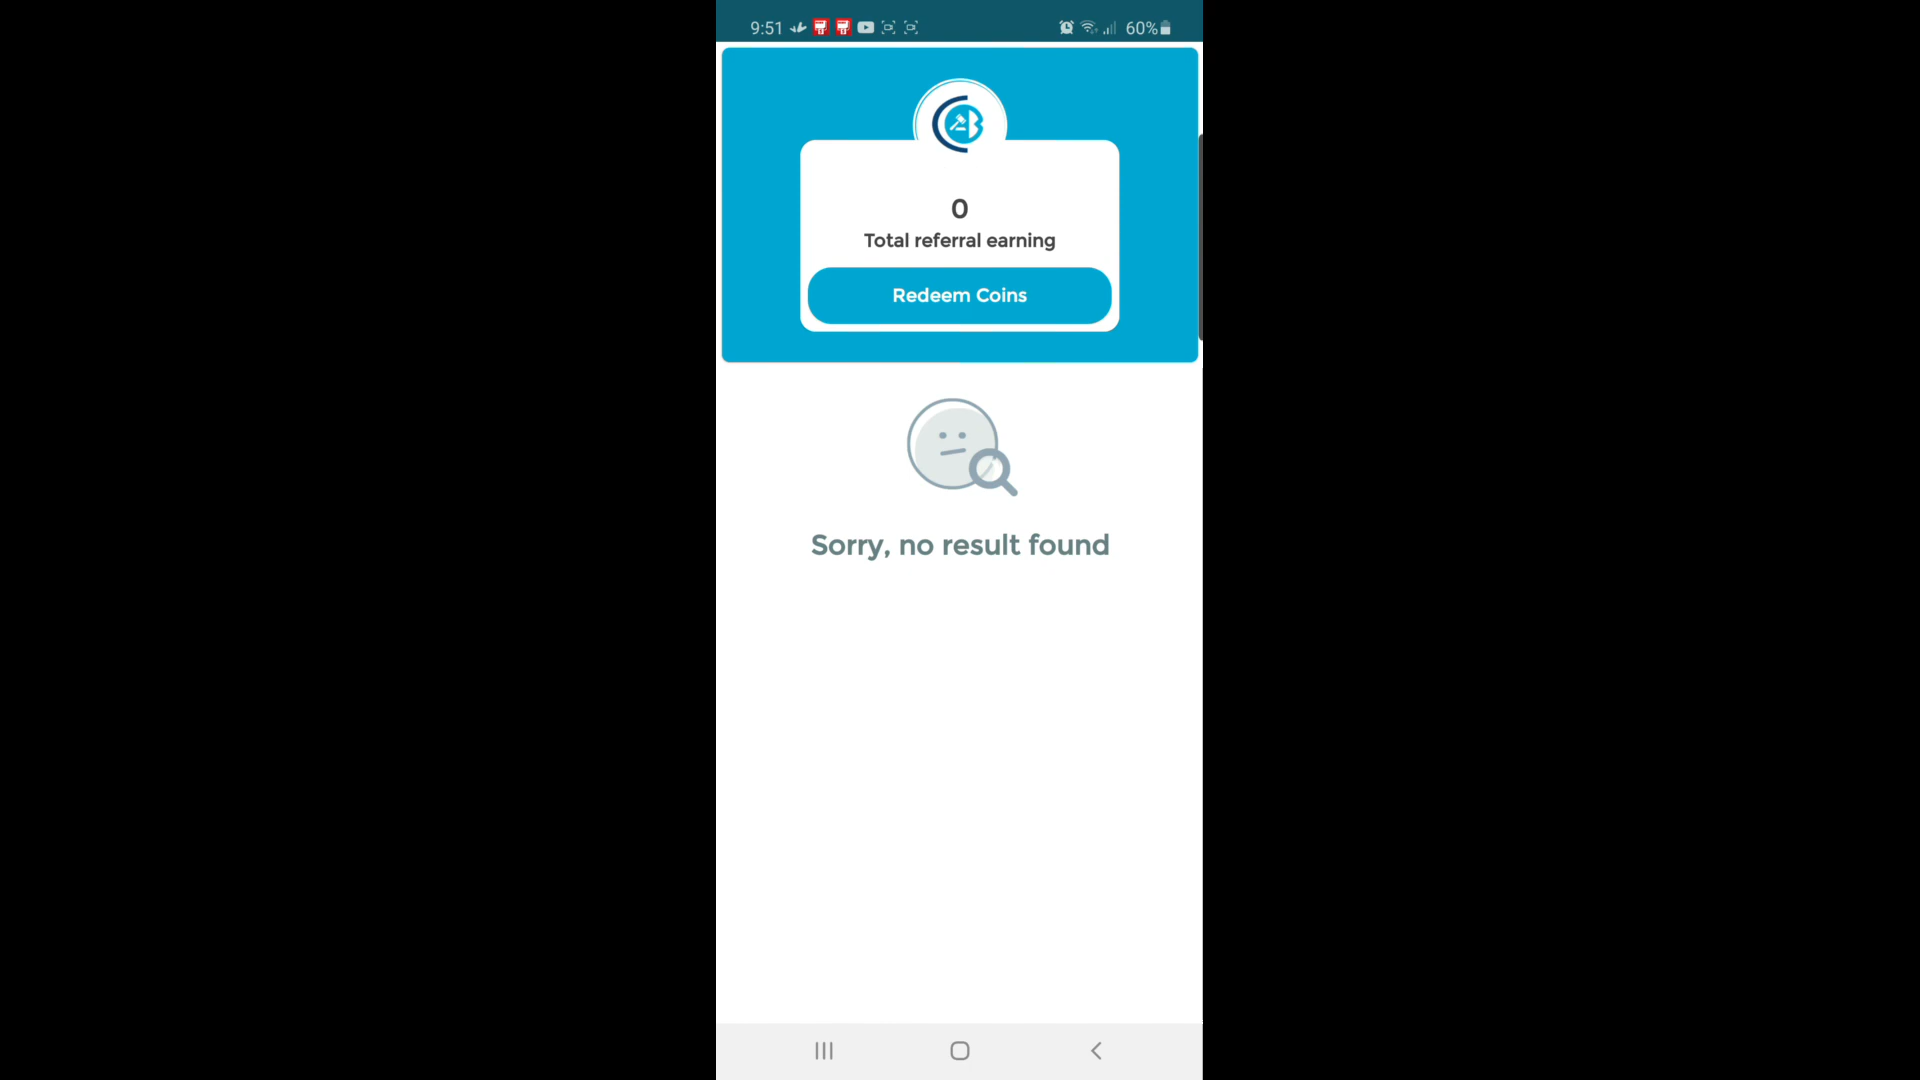 9:51
60%
0
Total referral earning
Redeem Coins
Sorry, no result found